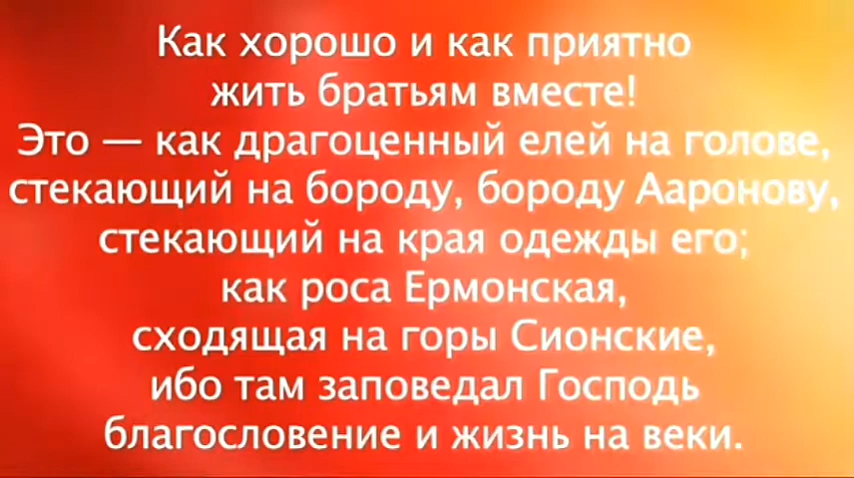 Как хорошо и как приятно
жить братьям вместе!
Это — как драгоценный елей на голове,
стекающий на бороду, бороду Ааронову,
стекающий на края одежды его;
как роса Ермонская,
сходящая на горы Сионские,
ибо там заповедал Господь
благословение и жизнь на веки.